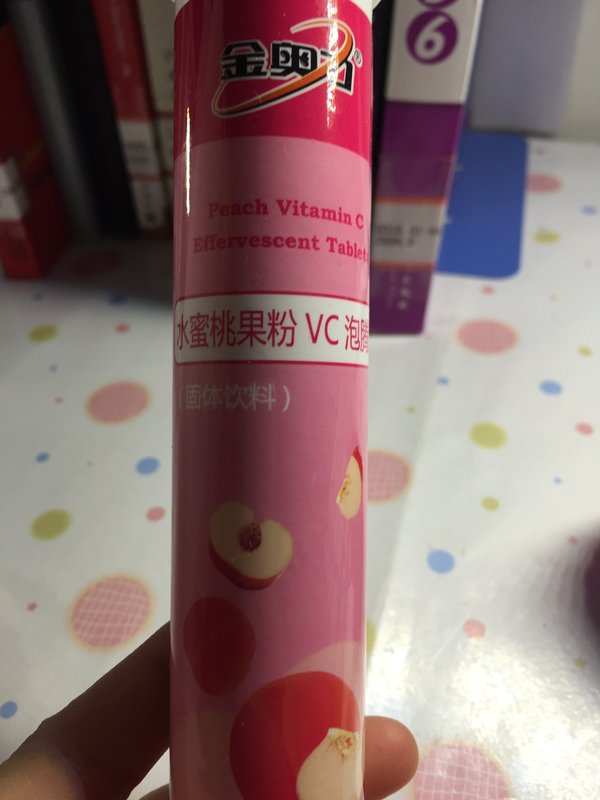 金奥力®
Peach Vitamin C
Effervescent Tablet
水蜜桃果粉 VC 泡腾
(固体饮料)
6